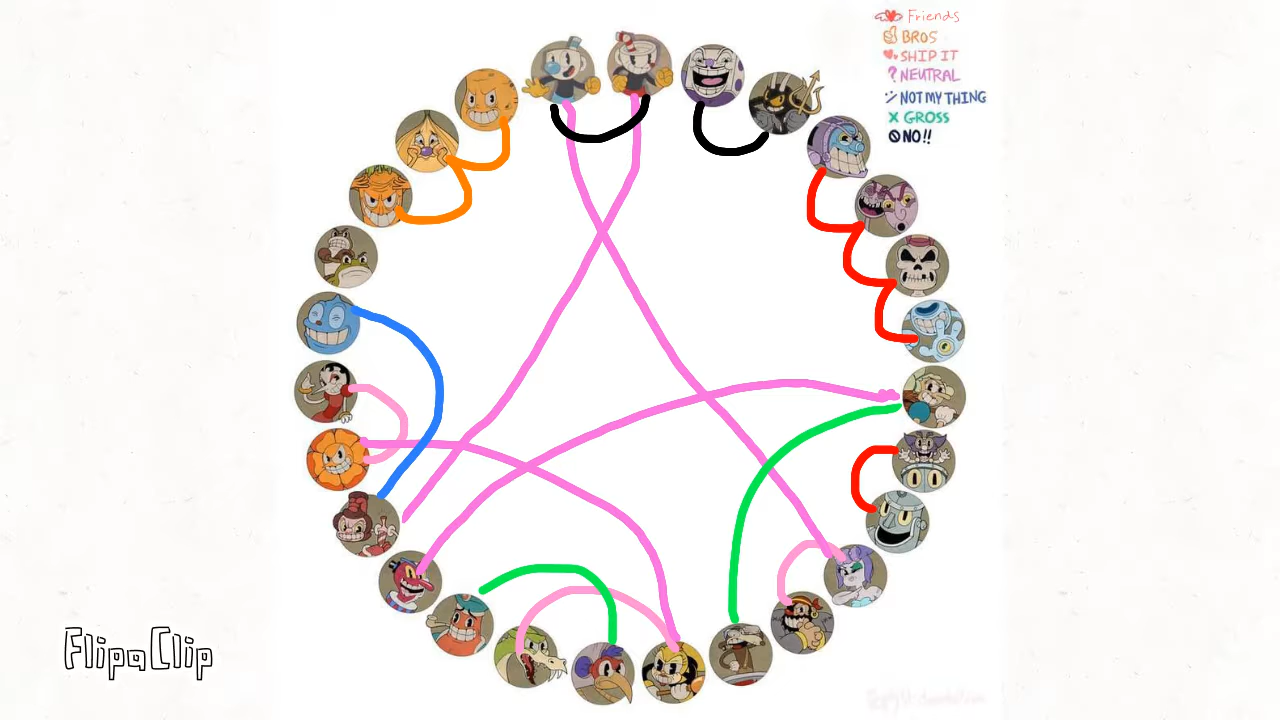 Friends
BROS
SHIP IT
? NEUTRAL
NOT MY THING
X GROSS
NO!!
FlipaClip